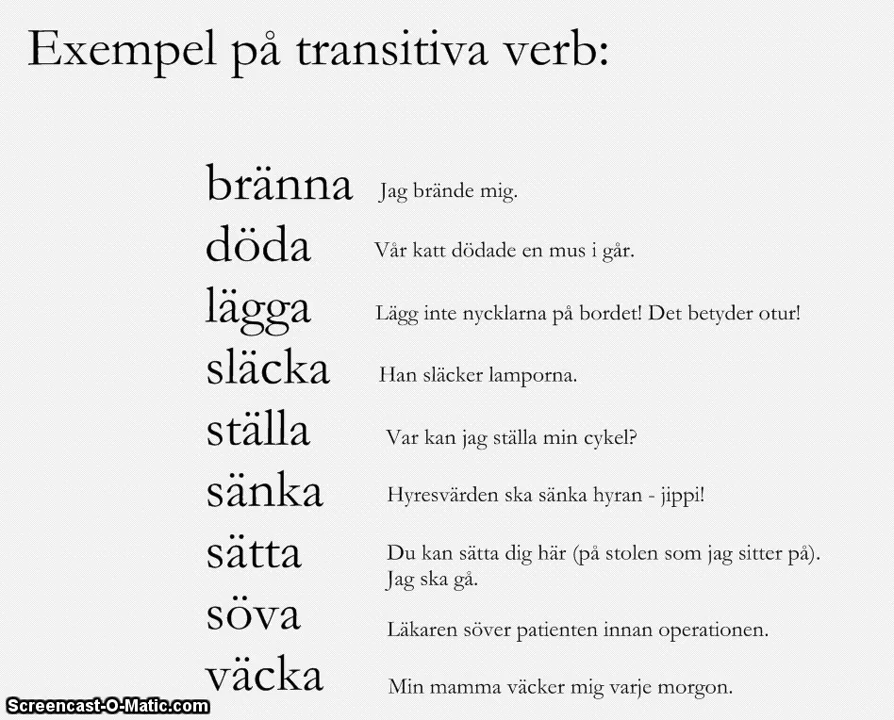 Exempel på transitiva verb:
bränna Jag brände mig.
döda Vår katt dödade en mus i går.
lägga Lägg inte nycklarna på bordet! Det betyder otur!
släcka Han släcker lamporna.
ställa Var kan jag ställa min cykel?
sänka Hyresvärden ska sänka hyran - jippi!
sätta Du kan sätta dig här (på stolen som jag sitter på).
Jag ska gå.
söva Läkaren söver patienten innan operationen.
väcka Min mamma väcker mig varje morgon.
Screencast-O-Matic.com